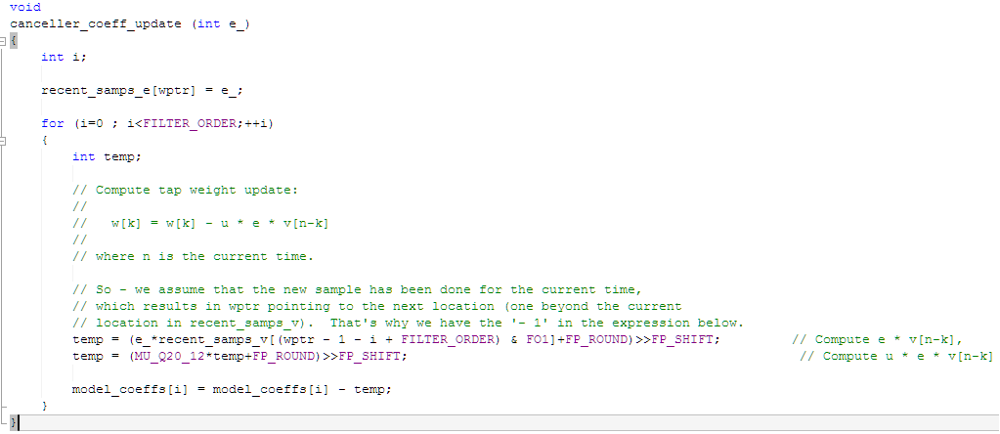 void
canceller_coeff_update (int e_)
{
int i;
recent_samps_e[wptr] = e_;
for (i=0 ; i<FILTER_ORDER;++i)
{
int temp;
// Compute tap weight update:
//
//   w[k] = w[k] - u * e * v[n-k]
//
// where n is the current time.
// So - we assume that the new sample has been done for the current time,
// which results in wptr pointing to the next location (one beyond the current
// location in recent_samps_v).  That's why we have the '- 1' in the expression below.
temp = (e_*recent_samps_v[(wptr - 1 - i + FILTER_ORDER) & FO1]+FP_ROUND)>>FP_SHIFT; // Compute e * v[n-k],
temp = (MU_Q20_12*temp+FP_ROUND)>>FP_SHIFT; // Compute u * e * v[n-k]
model_coeffs[i] = model_coeffs[i] - temp;
}
}